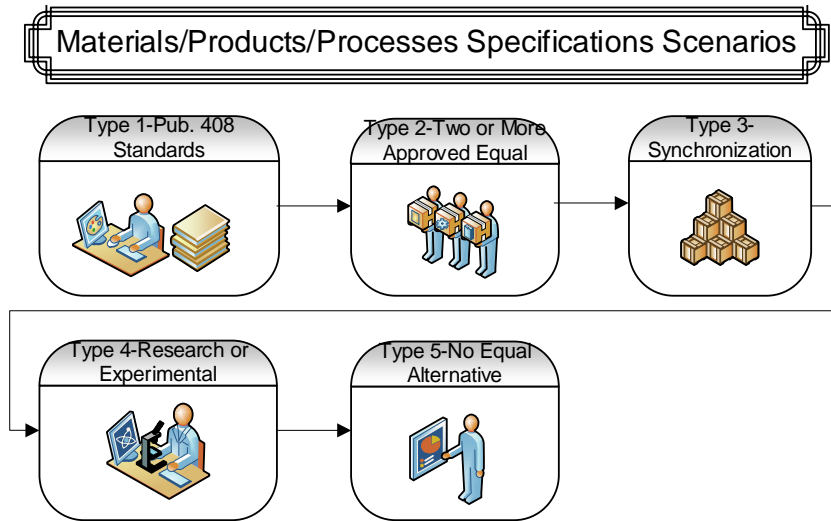 Materials/Products/Processes Specifications Scenarios
Type 1-Pub. 408
Standards
Type 2-Two or More
Approved Equal
Type 3-
Synchronization
Type 4-Research or
Experimental
Type 5-No Equal
Alternative